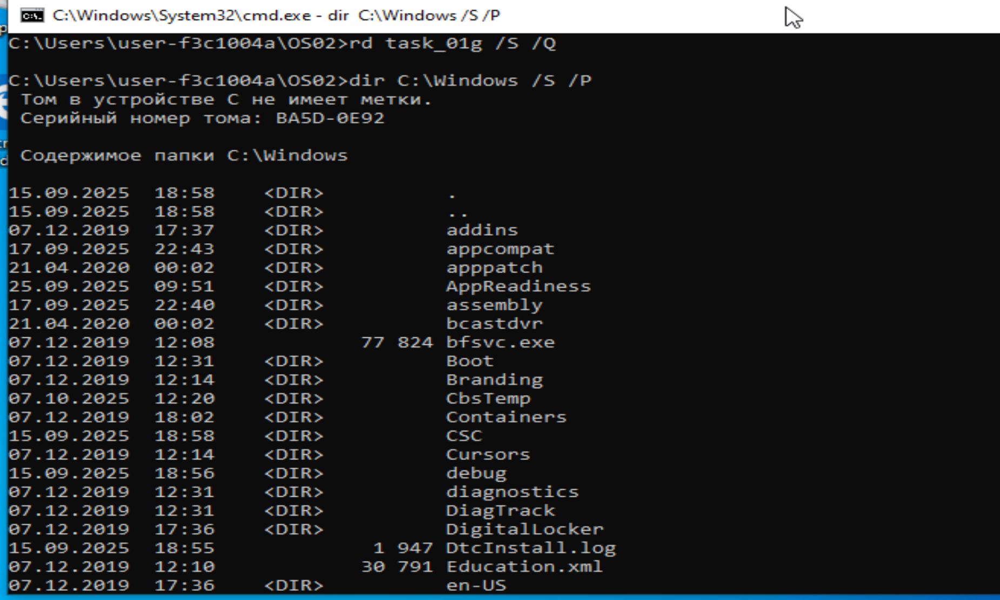 C:\Windows\System32\cmd.exe - dir  C:\Windows /S /P
C:\Users\user-f3c1004a\OS02>rd task_01g /S /Q
C:\Users\user-f3c1004a\OS02>dir C:\Windows /S /P
Том в устройстве C не имеет метки.
Серийный номер тома: BA5D-0E92
Содержимое папки C:\Windows
15.09.2025  18:58    <DIR>          .
15.09.2025  18:58    <DIR>          ..
07.12.2019  17:37    <DIR>          addins
17.09.2025  22:43    <DIR>          appcompat
21.04.2020  00:02    <DIR>          apppatch
25.09.2025  09:51    <DIR>          AppReadiness
17.09.2025  22:40    <DIR>          assembly
21.04.2020  00:02    <DIR>          bcastdvr
07.12.2019  12:08            77 824 bfsvc.exe
07.12.2019  12:31    <DIR>          Boot
07.12.2019  12:14    <DIR>          Branding
07.10.2025  12:20    <DIR>          CbsTemp
07.12.2019  18:02    <DIR>          Containers
15.09.2025  18:58    <DIR>          CSC
07.12.2019  12:14    <DIR>          Cursors
15.09.2025  18:56    <DIR>          debug
07.12.2019  12:31    <DIR>          diagnostics
07.12.2019  12:31    <DIR>          DiagTrack
07.12.2019  17:36    <DIR>          DigitalLocker
15.09.2025  18:55             1 947 DtcInstall.log
07.12.2019  12:10            30 791 Education.xml
07.12.2019  17:36    <DIR>          en-US